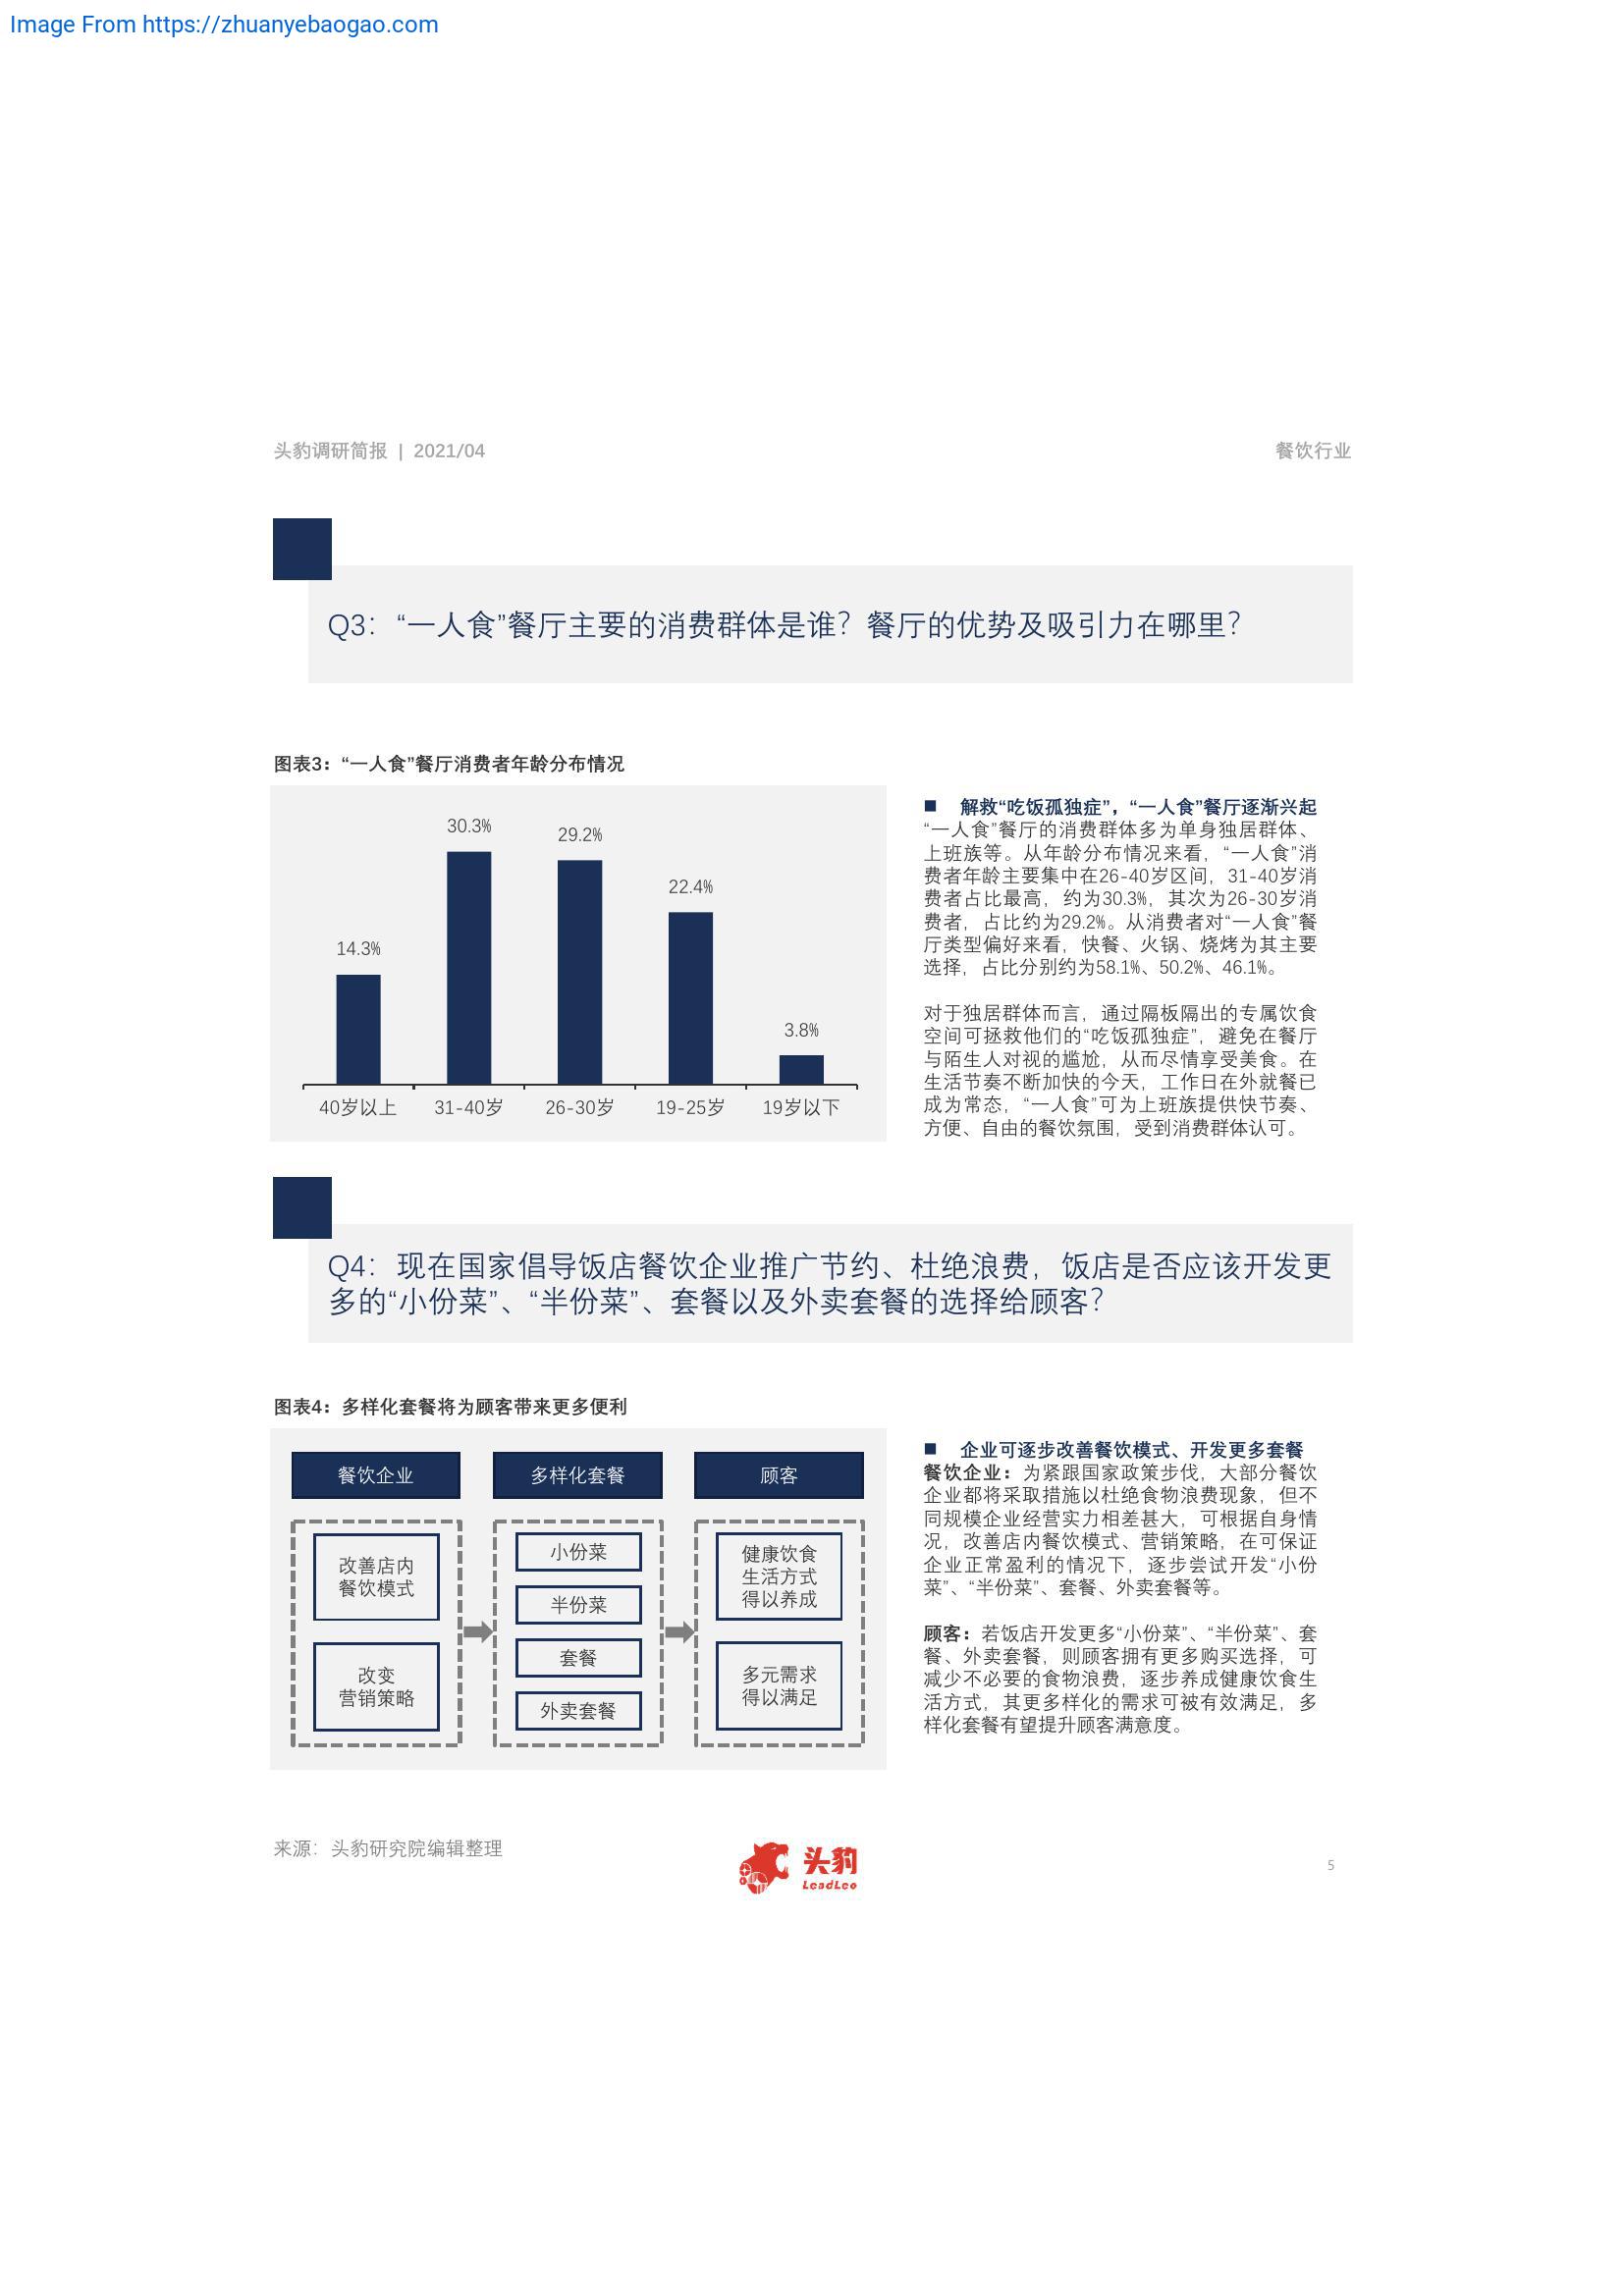 Image From https://zhuanyebaogao.com
头豹调研简报 | 2021/04
餐饮行业
Q3：“一人食”餐厅主要的消费群体是谁？餐厅的优势及吸引力在哪里？
图表3：“一人食”餐厅消费者年龄分布情况
14.3%
30.3%
29.2%
22.4%
3.8%
40岁以上
31-40岁
26-30岁
19-25岁
19岁以下
■ 解救“吃饭孤独症”，“一人食”餐厅逐渐兴起
“一人食”餐厅的消费群体多为单身独居群体、
上班族等。从年龄分布情况来看，“一人食”消
费者年龄主要集中在26-40岁区间，31-40岁消
费者占比最高，约为30.3%，其次为26-30岁消
费者，占比约为29.2%。从消费者对“一人食”餐
厅类型偏好来看，快餐、火锅、烧烤为其主要
选择，占比分别约为58.1%、50.2%、46.1%。
对于独居群体而言，通过隔板隔出的专属饮食
空间可拯救他们的“吃饭孤独症”，避免在餐厅
与陌生人对视的尴尬，从而尽情享受美食。在
生活节奏不断加快的今天，工作日在外就餐已
成为常态，“一人食”可为上班族提供快节奏、
方便、自由的餐饮氛围，受到消费群体认可。
Q4：现在国家倡导饭店餐饮企业推广节约、杜绝浪费，饭店是否应该开发更
多的“小份菜”、“半份菜”、套餐以及外卖套餐的选择给顾客？
图表4：多样化套餐将为顾客带来更多便利
餐饮企业
改善店内
餐饮模式
改变
营销策略
多样化套餐
小份菜
半份菜
套餐
外卖套餐
顾客
健康饮食
生活方式
得以养成
多元需求
得以满足
■ 企业可逐步改善餐饮模式、开发更多套餐
餐饮企业：为紧跟国家政策步伐，大部分餐饮
企业都将采取措施以杜绝食物浪费现象，但不
同规模企业经营实力相差甚大，可根据自身情
况，改善店内餐饮模式、营销策略，在可保证
企业正常盈利的情况下，逐步尝试开发“小份
菜”、“半份菜”、套餐、外卖套餐等。
顾客：若饭店开发更多“小份菜”、“半份菜”、套
餐、外卖套餐，则顾客拥有更多购买选择，可
减少不必要的食物浪费，逐步养成健康饮食生
活方式，其更多样化的需求可被有效满足，多
样化套餐有望提升顾客满意度。
来源：头豹研究院编辑整理
头豹
LeadLeo
5